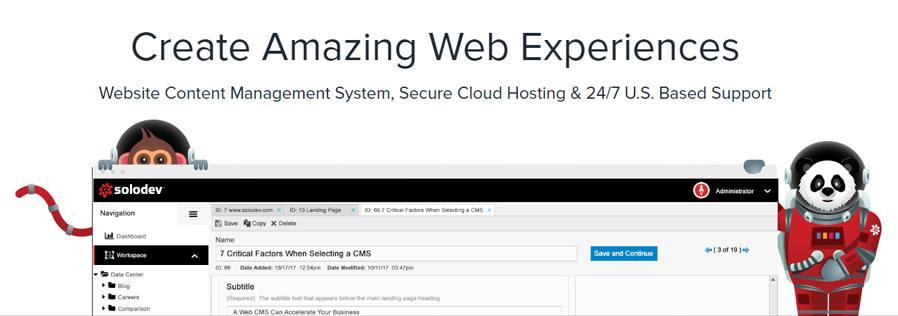 Create Amazing Web Experiences
Website Content Management System, Secure Cloud Hosting & 24/7 U.S. Based Support
solodev
Administrator
Navigation
ID: 7 www.solodev.com × ID: 13 Landing Page × ID: 66 7 Critical Factors When Selecting a CMS ×
Save Copy Delete
Dashboard
Name
Workspace
7 Critical Factors When Selecting a CMS
Save and Continue
( 3 of 19 )
ID: 66 Date Added: 10/17/17 12:04pm Date Modified: 10/11/17 03:47pm
Data Center
Blog
Careers
Comparison
Subtitle
(Required) The subtitle text that appears below the main landing page heading
A Web CMS Can Accelerate Your Business